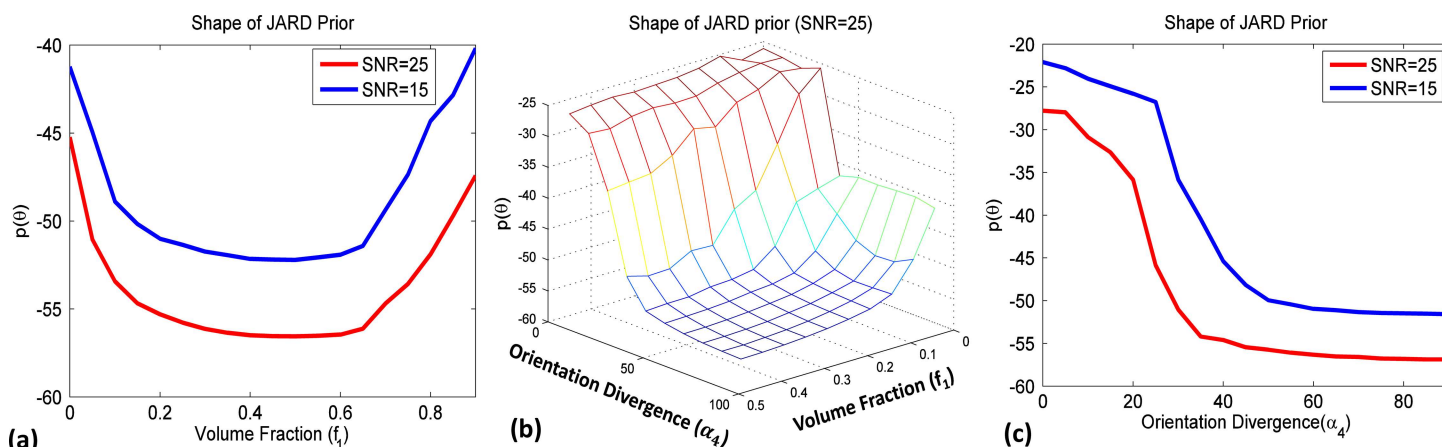 Shape of JARD Prior
-40
-45
-50
-55
-60
p(θ)
SNR=25
SNR=15
0
0.2
0.4
0.6
0.8
Volume Fraction (f1)
(a)
Shape of JARD prior (SNR=25)
-25
-30
-35
-40
-45
-50
-55
-60
p(θ)
0
50
100
Orientation Divergence (α4)
0.5
0.4
0.3
0.2
0.1
0
Volume Fraction (f1)
(b)
Shape of JARD Prior
-20
-25
-30
-35
-40
-45
-50
-55
-60
p(θ)
SNR=25
SNR=15
0
20
40
60
80
Orientation Divergence(α4)
(c)